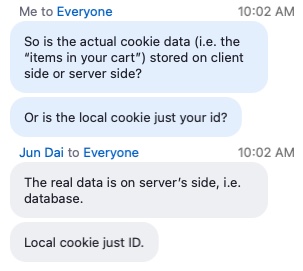 Me to Everyone 10:02 AM
So is the actual cookie data (i.e. the
“items in your cart”) stored on client
side or server side?
Or is the local cookie just your id?
Jun Dai to Everyone 10:02 AM
The real data is on server’s side, i.e.
database.
Local cookie just ID.